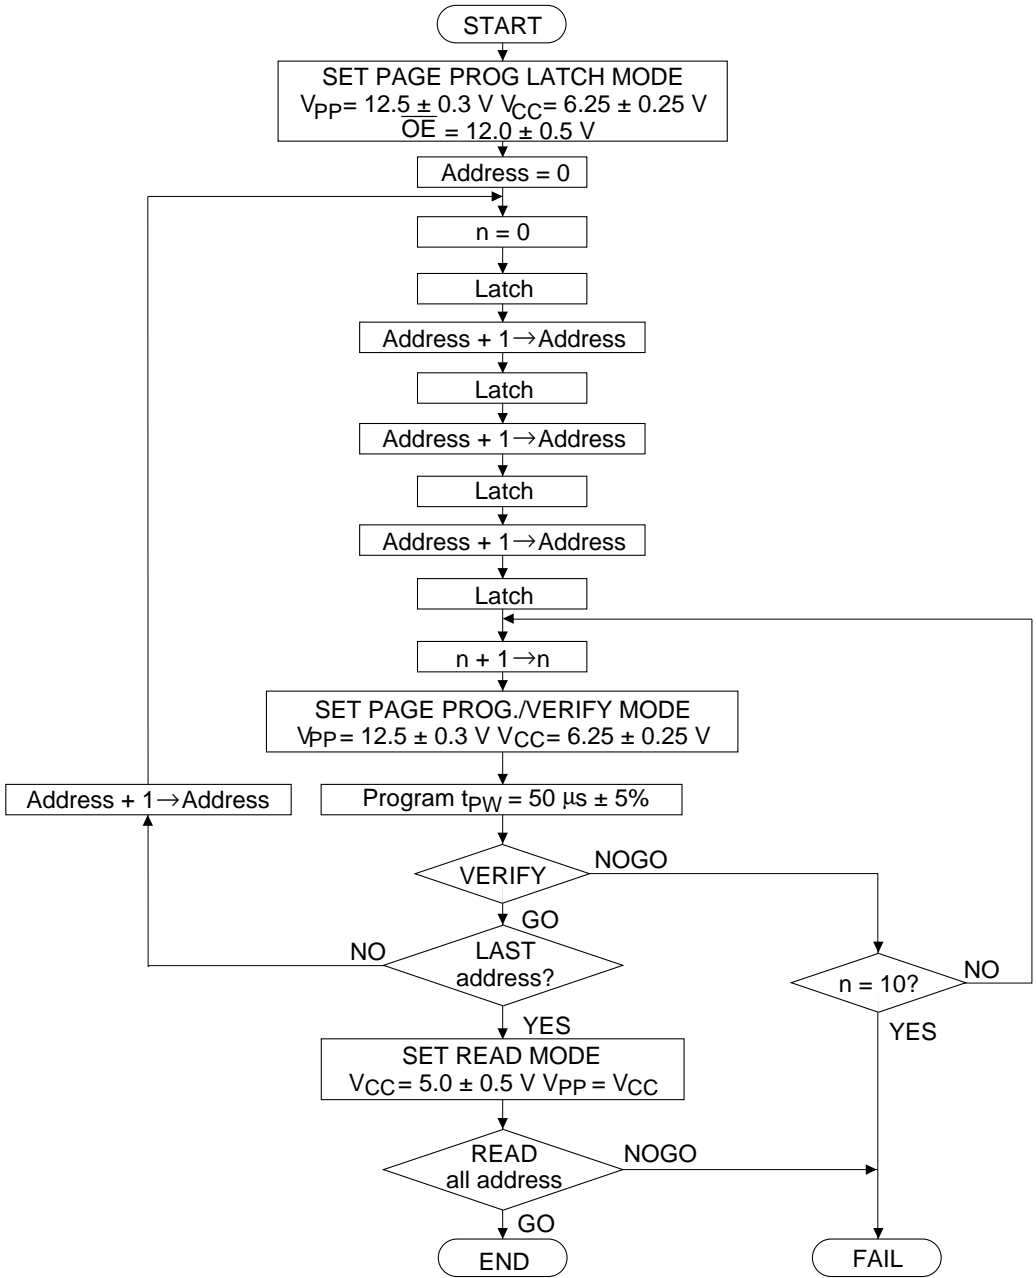 START
SET PAGE PROG LATCH MODE
VPP = 12.5 ± 0.3 V VCC = 6.25 ± 0.25 V
O̅E̅ = 12.0 ± 0.5 V
Address = 0
n = 0
Latch
Address + 1→Address
Latch
Address + 1→Address
Latch
Address + 1→Address
Latch
n + 1→n
SET PAGE PROG./VERIFY MODE
VPP = 12.5 ± 0.3 V VCC = 6.25 ± 0.25 V
Address + 1→Address
Program tPW = 50 μs ± 5%
VERIFY
NOGO
GO
LAST
address?
NO
n = 10?
NO
YES
YES
SET READ MODE
VCC = 5.0 ± 0.5 V VPP = VCC
READ
all address
NOGO
GO
END
FAIL